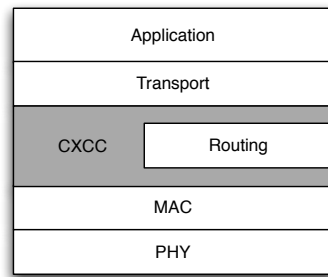 Application
Transport
CXCC
Routing
MAC
PHY